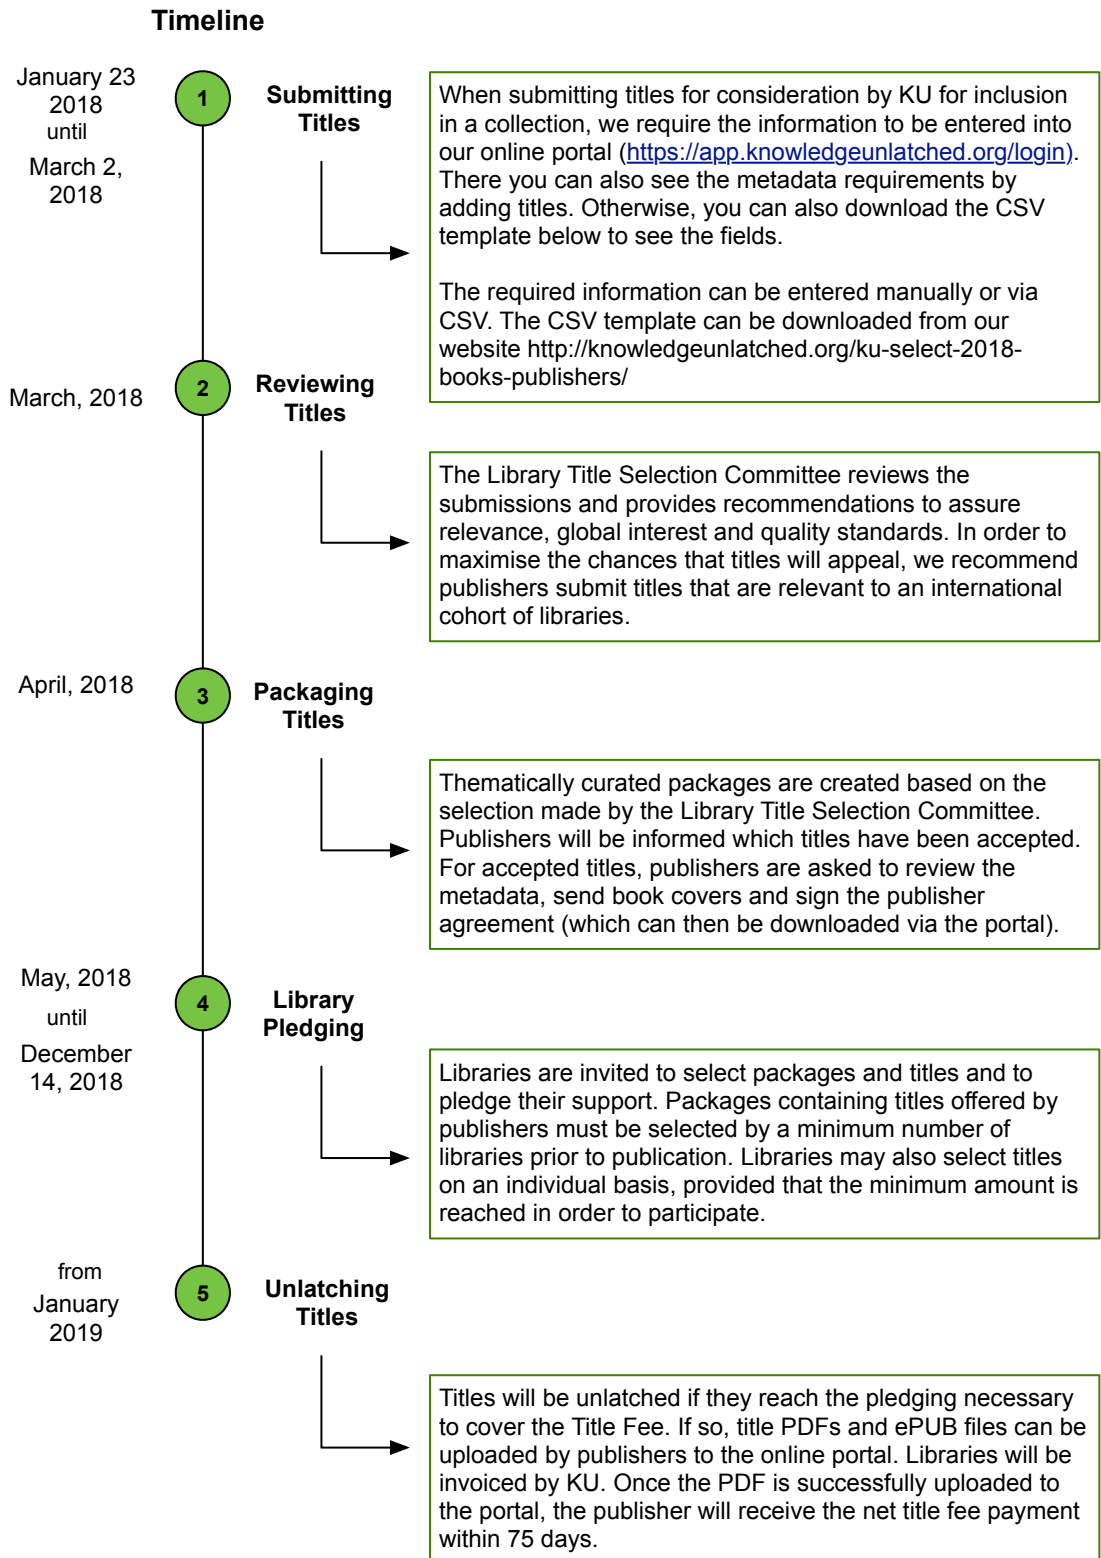 Timeline
January 23
2018
until
March 2,
2018
1
Submitting
Titles
When submitting titles for consideration by KU for inclusion
in a collection, we require the information to be entered into
our online portal (https://app.knowledgeunlatched.org/login).
There you can also see the metadata requirements by
adding titles. Otherwise, you can also download the CSV
template below to see the fields.
The required information can be entered manually or via
CSV. The CSV template can be downloaded from our
website http://knowledgeunlatched.org/ku-select-2018-
books-publishers/
March, 2018
2
Reviewing
Titles
The Library Title Selection Committee reviews the
submissions and provides recommendations to assure
relevance, global interest and quality standards. In order to
maximise the chances that titles will appeal, we recommend
publishers submit titles that are relevant to an international
cohort of libraries.
April, 2018
3
Packaging
Titles
Thematically curated packages are created based on the
selection made by the Library Title Selection Committee.
Publishers will be informed which titles have been accepted.
For accepted titles, publishers are asked to review the
metadata, send book covers and sign the publisher
agreement (which can then be downloaded via the portal).
May, 2018
until
December
14, 2018
4
Library
Pledging
Libraries are invited to select packages and titles and to
pledge their support. Packages containing titles offered by
publishers must be selected by a minimum number of
libraries prior to publication. Libraries may also select titles
on an individual basis, provided that the minimum amount is
reached in order to participate.
from
January
2019
5
Unlatching
Titles
Titles will be unlatched if they reach the pledging necessary
to cover the Title Fee. If so, title PDFs and ePUB files can be
uploaded by publishers to the online portal. Libraries will be
invoiced by KU. Once the PDF is successfully uploaded to
the portal, the publisher will receive the net title fee payment
within 75 days.